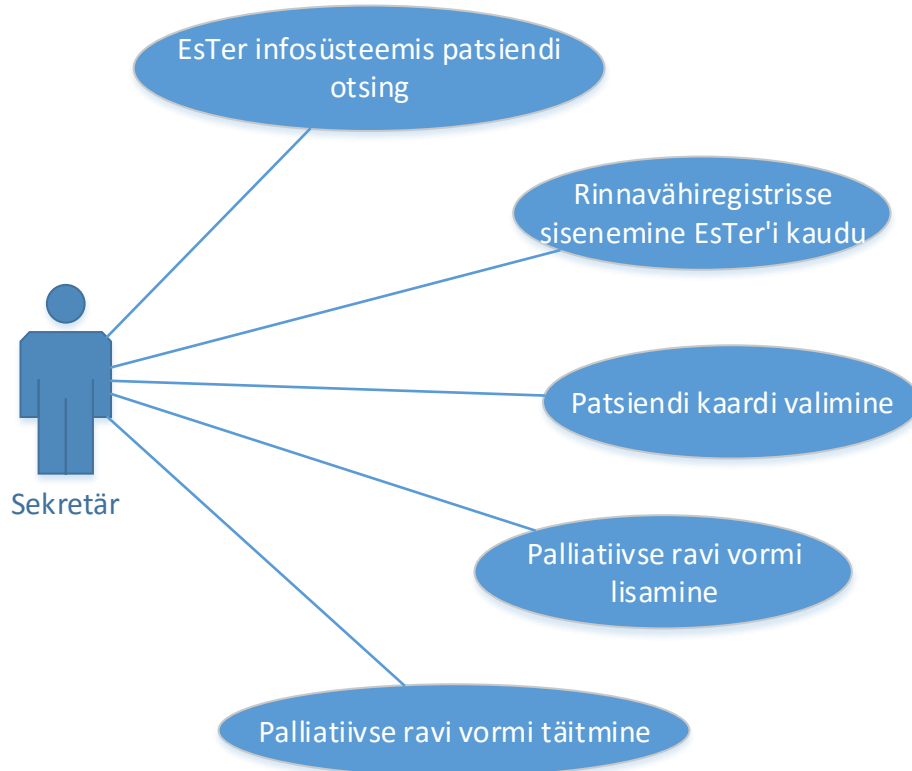 EsTer infosüsteemis patsiendi
otsing
Rinnavähiregistrisse
sisenemine EsTer'i kaudu
Patsiendi kaardi valimine
Sekretär
Palliatiivse ravi vormi
lisamine
Palliatiivse ravi vormi täitmine